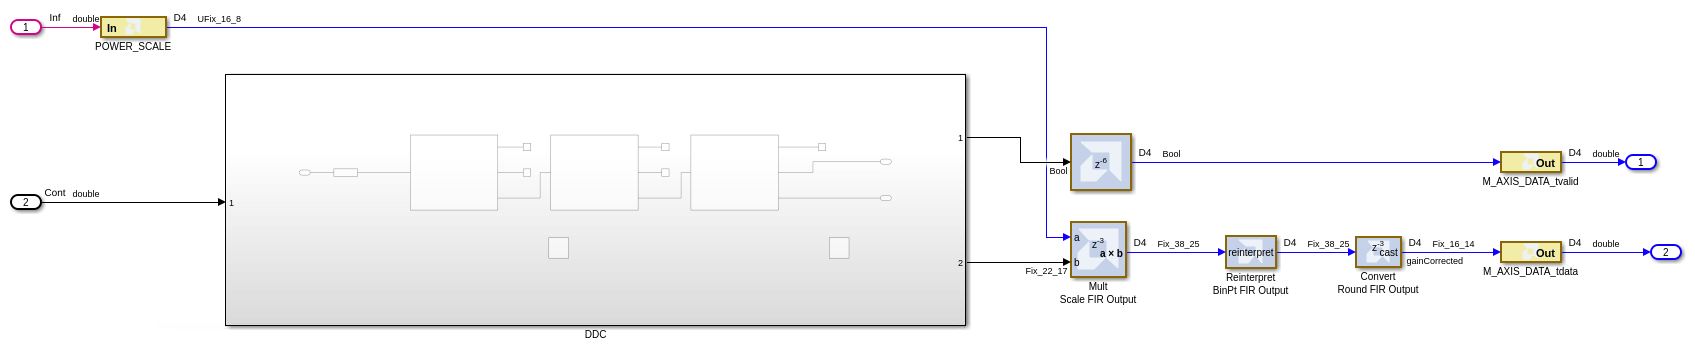 1 Inf double In D4 UFix_16_8
POWER_SCALE
1
z-6
Bool
D4 Bool
Out D4 double 1
M_AXIS_DATA_tvalid
2 Cont double 1
a
z-3
a × b
b
2 Fix_22_17
Mult
Scale FIR Output
D4 Fix_38_25
reinterpret
Reinterpret
BinPt FIR Output
D4 Fix_38_25
z-3
cast
Convert
Round FIR Output
D4 Fix_16_14
gainCorrected
Out D4 double 2
M_AXIS_DATA_tdata
DDC